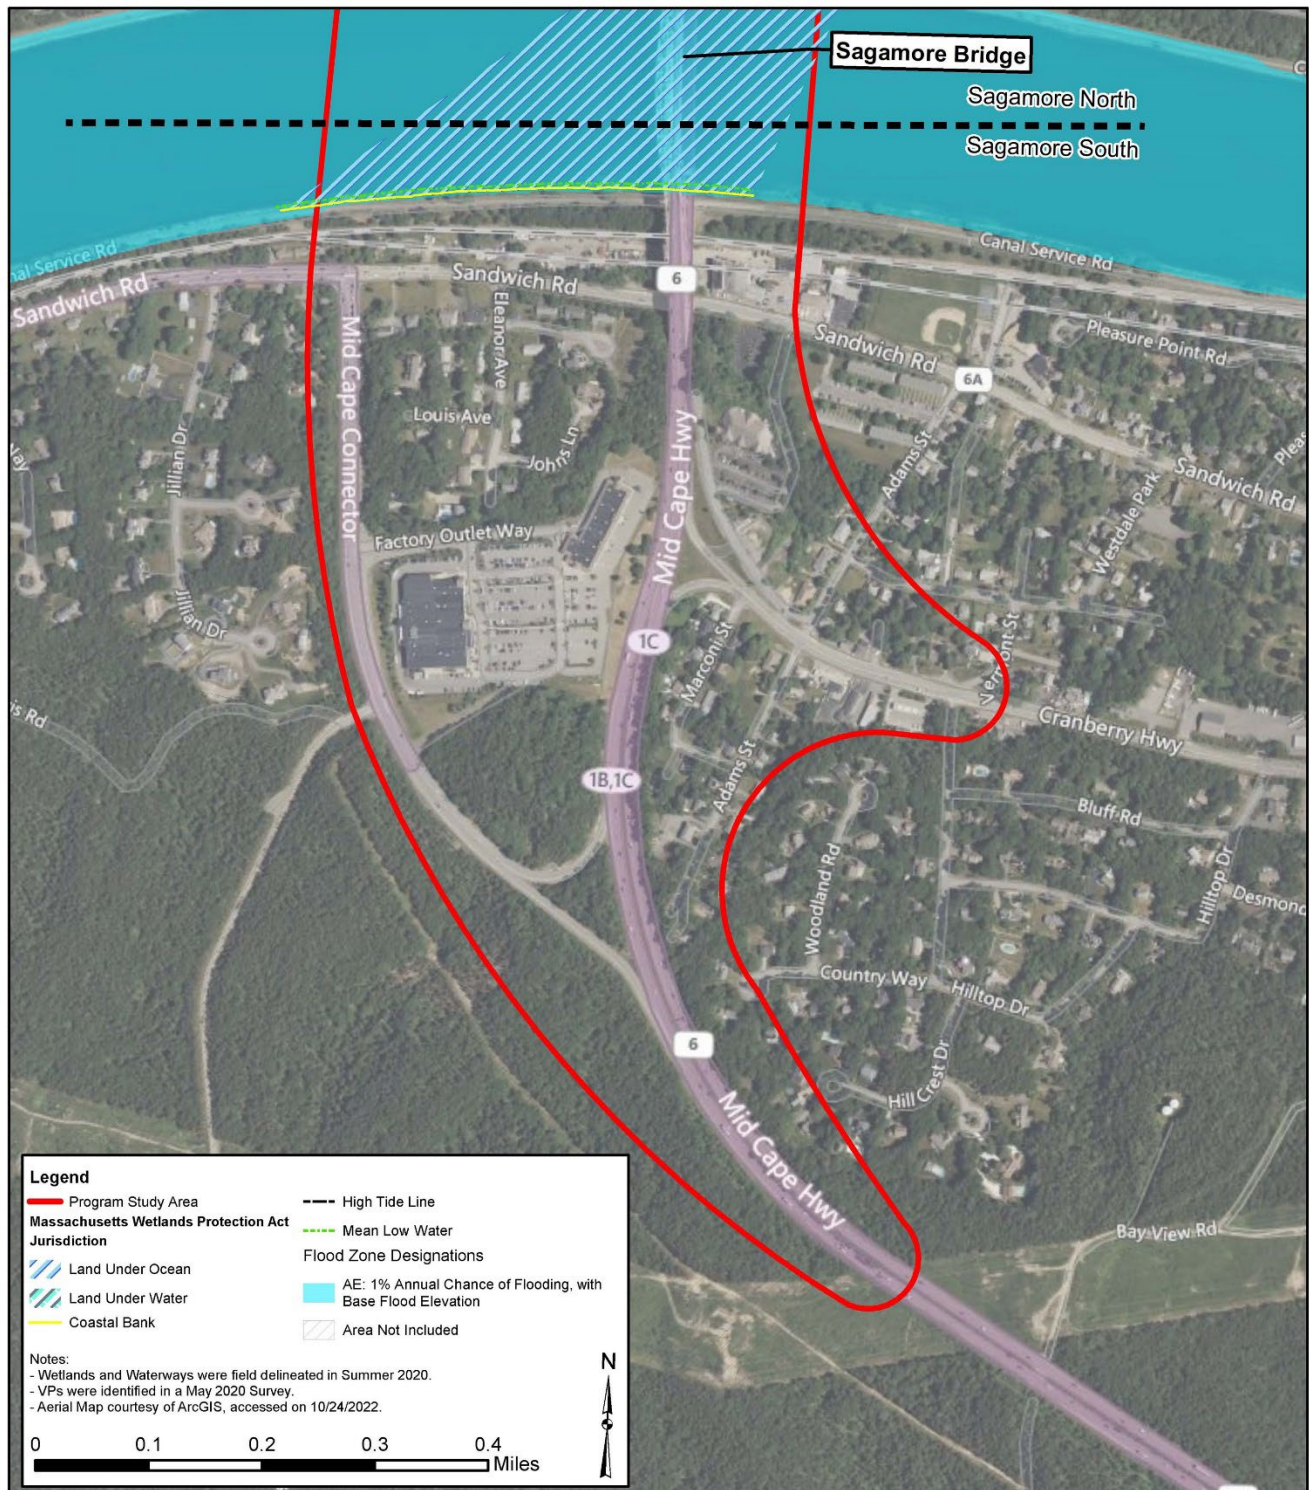 Sagamore Bridge
Sagamore North
Sagamore South
Canal Service Rd
Canal Service Rd
Sandwich Rd
Sandwich Rd
6
Eleanor Ave
Mid Cape Connector
Sandwich Rd
Pleasure Point Rd
6A
Louis Ave
Johns Ln
Jillian Dr
Mid Cape Hwy
Adams St
Sandwich Rd
Westdale Park
Factory Outlet Way
Jillian Dr
1C
Marconi St
Vermont St
Cranberry Hwy
is Rd
1B,1C
Adams St
Bluff Rd
Woodland Rd
Hilltop Dr
Desmond
Country Way
Hilltop Dr
6
Hill Crest Dr
Mid Cape Hwy
Bay View Rd
Legend
Program Study Area
Massachusetts Wetlands Protection Act
Jurisdiction
Land Under Ocean
Land Under Water
Coastal Bank
High Tide Line
Mean Low Water
Flood Zone Designations
AE: 1% Annual Chance of Flooding, with
Base Flood Elevation
Area Not Included
Notes:
- Wetlands and Waterways were field delineated in Summer 2020.
- VPs were identified in a May 2020 Survey.
- Aerial Map courtesy of ArcGIS, accessed on 10/24/2022.
N
0 0.1 0.2 0.3 0.4
Miles